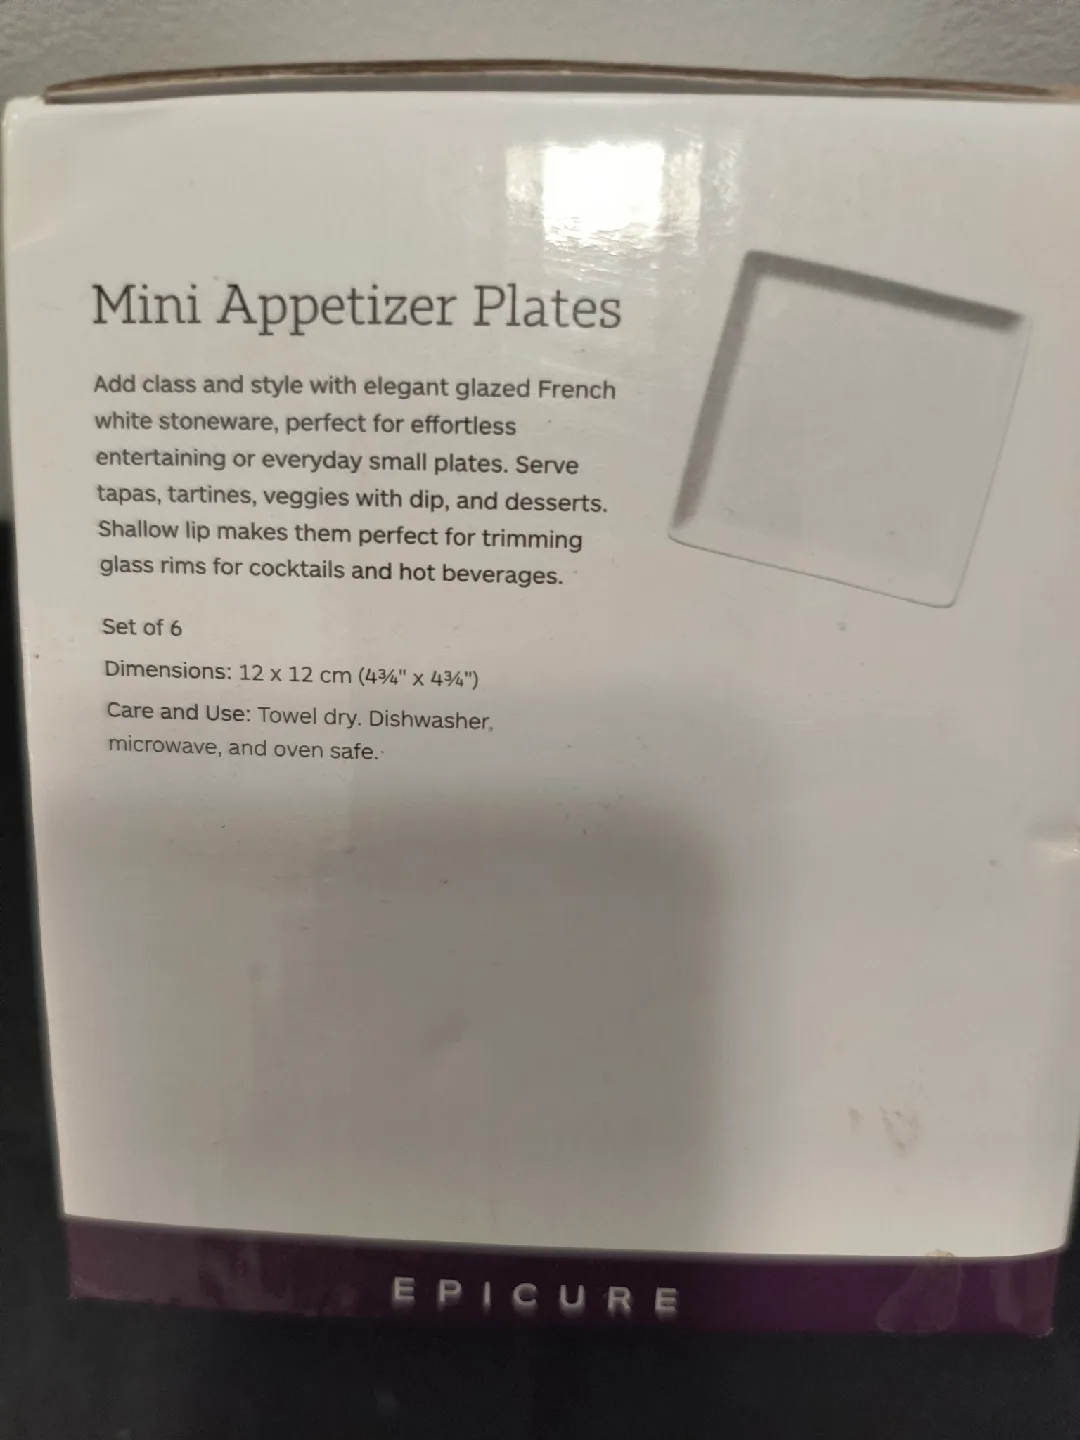 Mini Appetizer Plates
Add class and style with elegant glazed French
white stoneware, perfect for effortless
entertaining or everyday small plates. Serve
tapas, tartines, veggies with dip, and desserts.
Shallow lip makes them perfect for trimming
glass rims for cocktails and hot beverages.
Set of 6
Dimensions: 12 x 12 cm (4¾" x 4¾")
Care and Use: Towel dry. Dishwasher,
microwave, and oven safe.
EPICURE